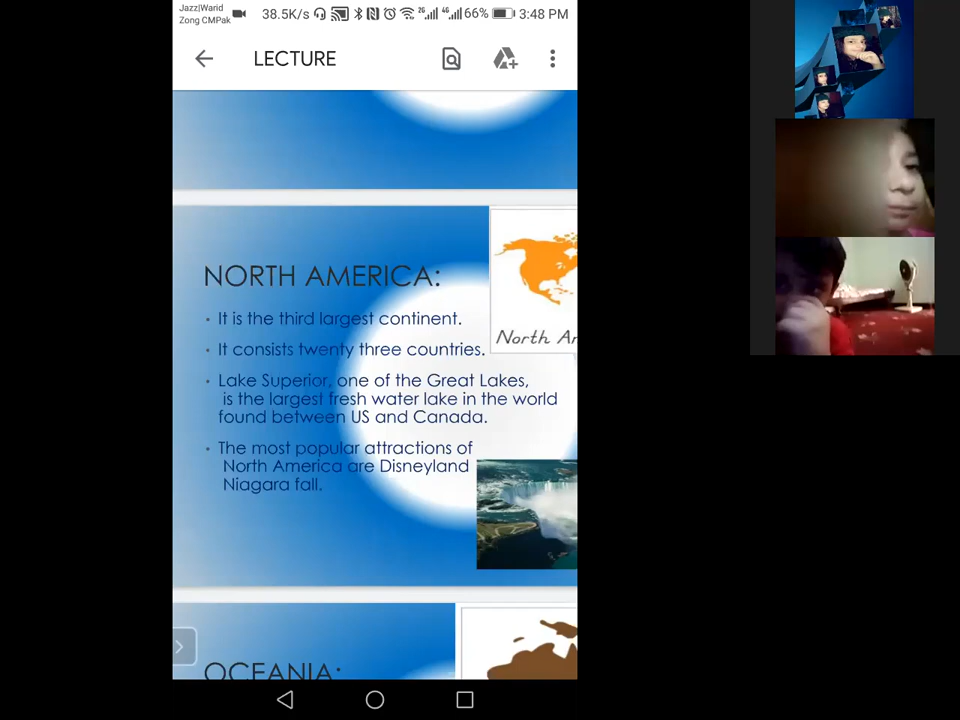 Jazz|Warid
Zong CMPak
38.5K/s
2G
4G
66%
3:48 PM
LECTURE
NORTH AMERICA:
• It is the third largest continent.
• It consists twenty three countries.
• Lake Superior, one of the Great Lakes,
is the largest fresh water lake in the world
found between US and Canada.
• The most popular attractions of
North America are Disneyland
Niagara fall.
North Am
OCEANIA: